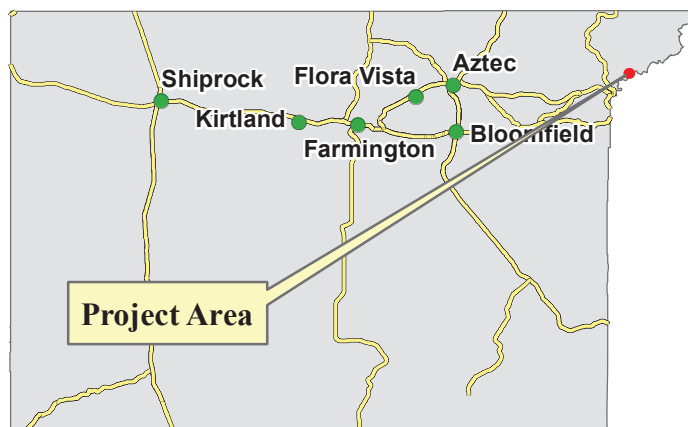 Aztec
Flora Vista
Shiprock
Kirtland
Farmington
Bloomfield
Project Area